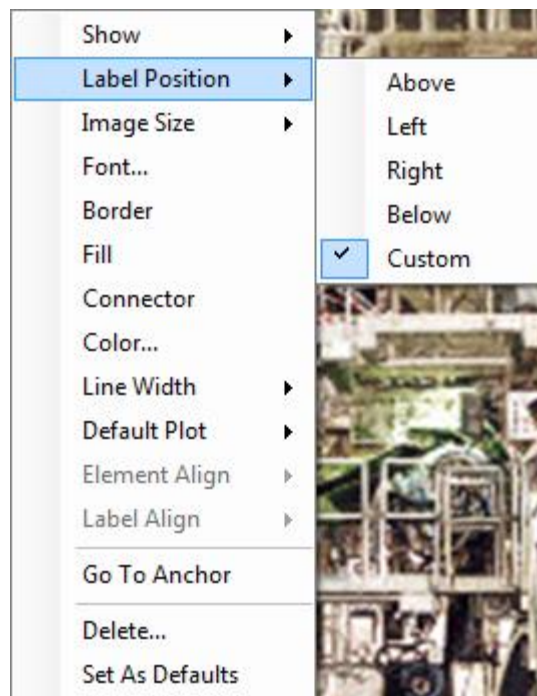 Show
Label Position
Image Size
Font...
Border
Fill
Connector
Color...
Line Width
Default Plot
Element Align
Label Align
Go To Anchor
Delete...
Set As Defaults
Above
Left
Right
Below
Custom